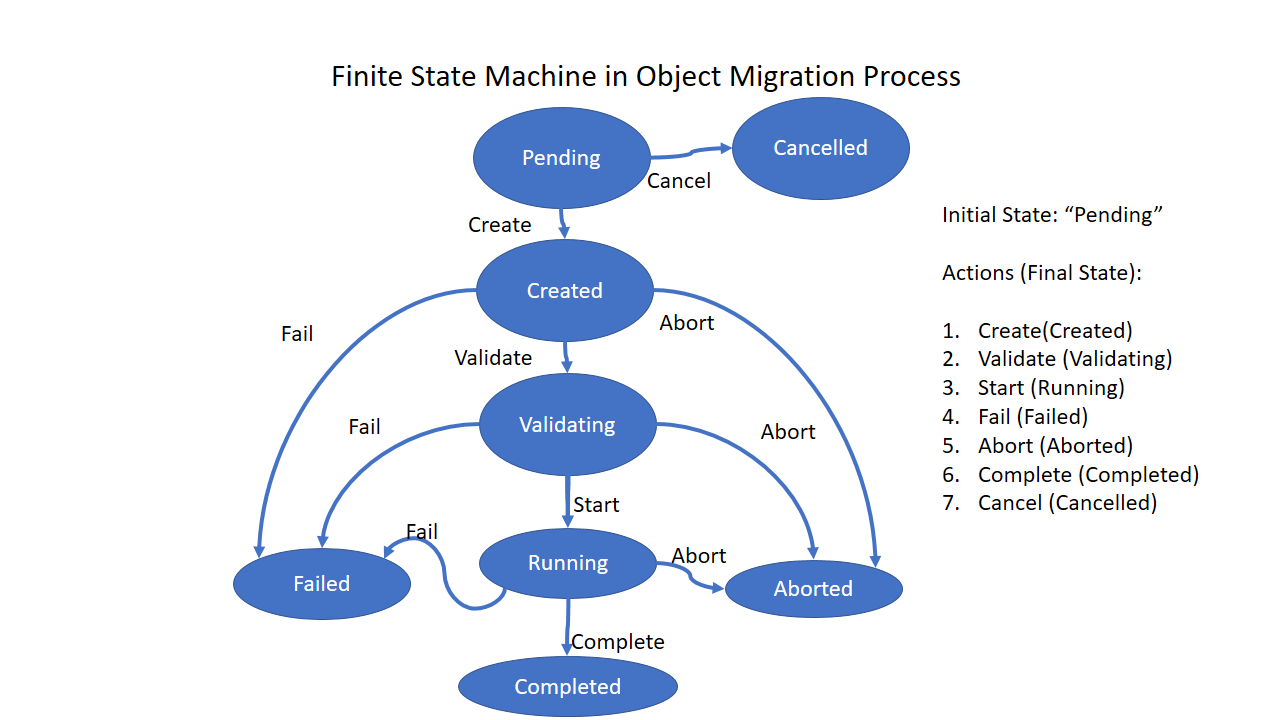 Finite State Machine in Object Migration Process
Pending
Cancelled
Cancel
Create
Created
Fail
Abort
Validate
Validating
Fail
Abort
Start
Fail
Running
Abort
Failed
Aborted
Complete
Completed
Initial State: “Pending”
Actions (Final State):
1. Create(Created)
2. Validate (Validating)
3. Start (Running)
4. Fail (Failed)
5. Abort (Aborted)
6. Complete (Completed)
7. Cancel (Cancelled)